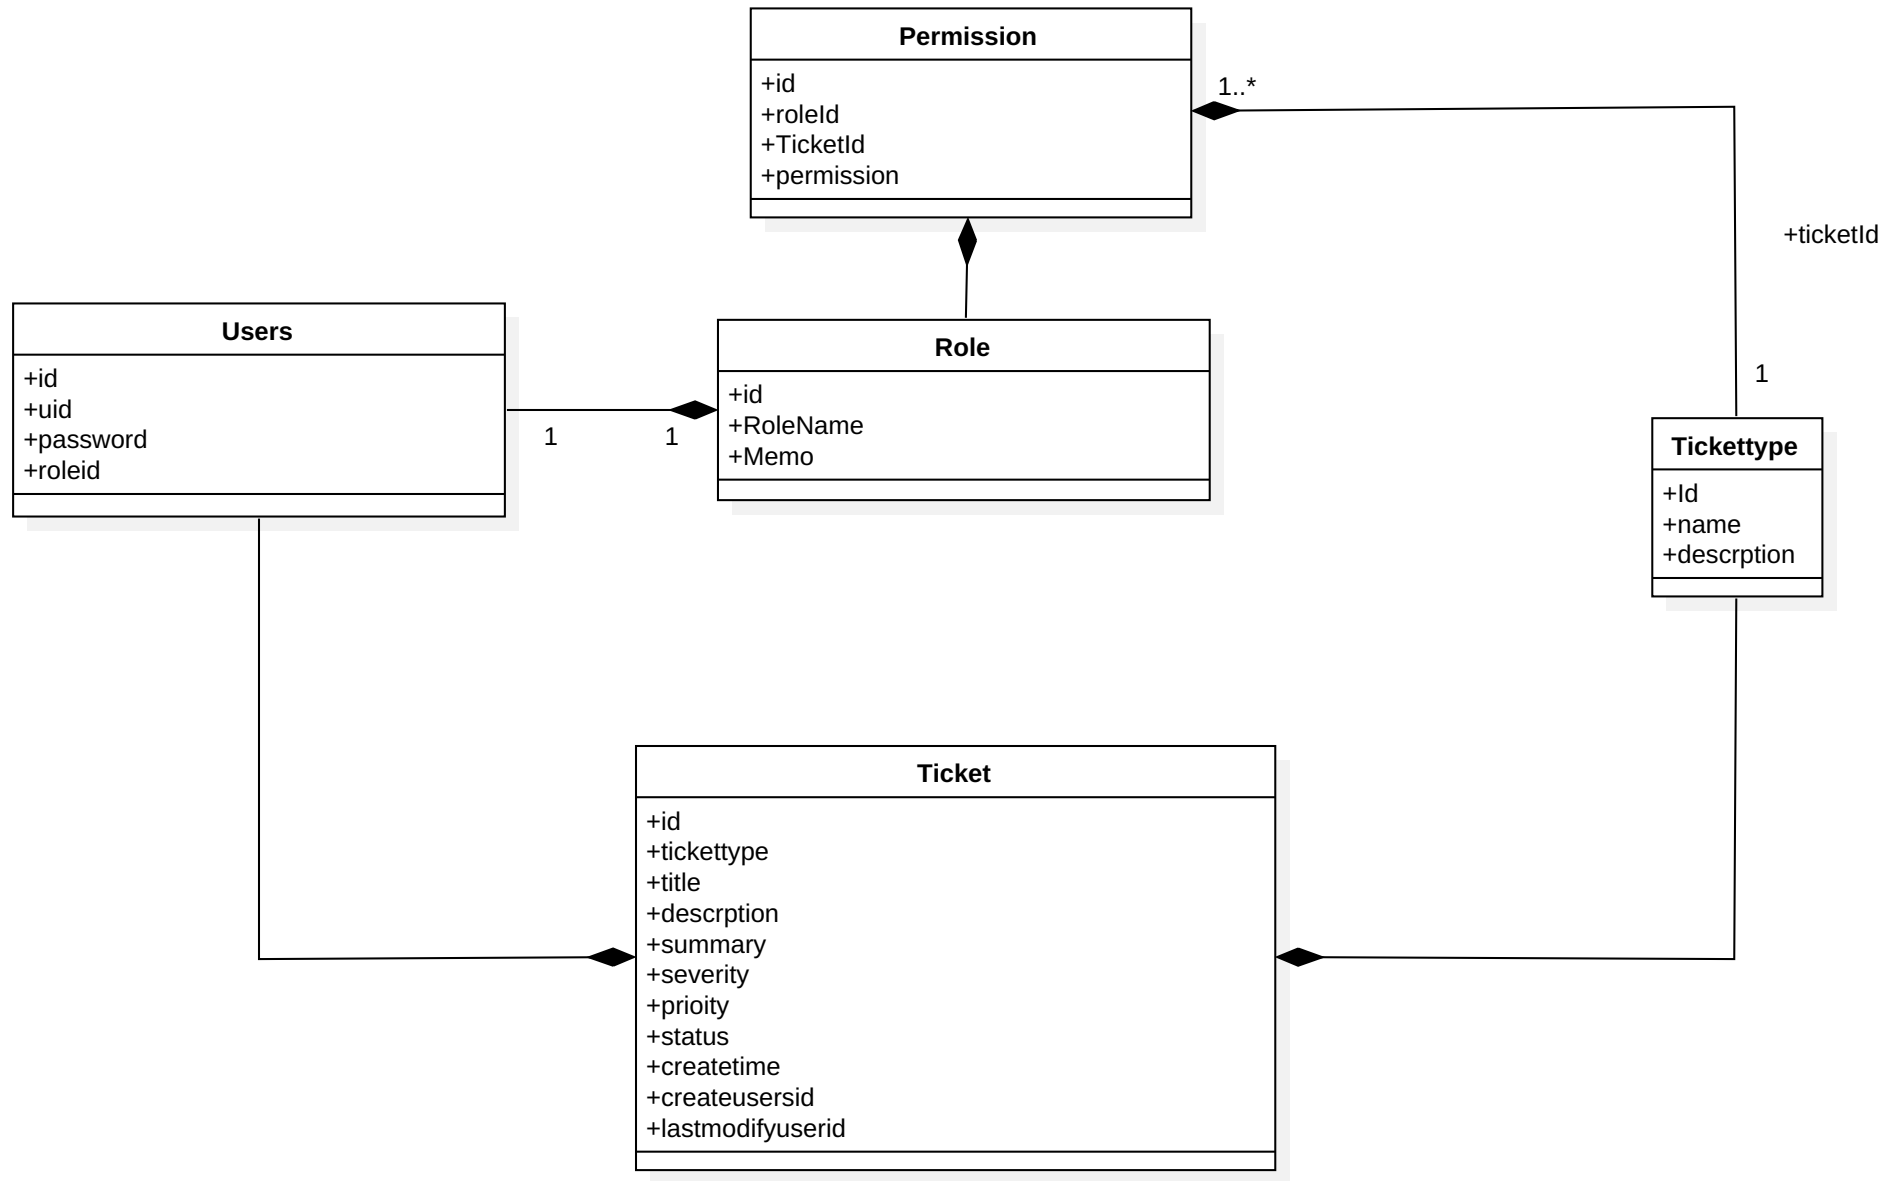 Permission
+id
+roleId
+TicketId
+permission
1..*
+ticketId
Users
+id
+uid
+password
+roleid
1
1
Role
+id
+RoleName
+Memo
1
Tickettype
+Id
+name
+descrption
Ticket
+id
+tickettype
+title
+descrption
+summary
+severity
+prioity
+status
+createtime
+createusersid
+lastmodifyuserid